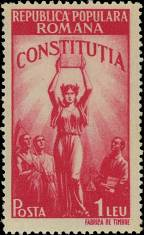 REPUBLICA POPULARA
ROMANA
CONSTITUTIA
POSTA 1 LEU
FABRICA DE TIMBRE